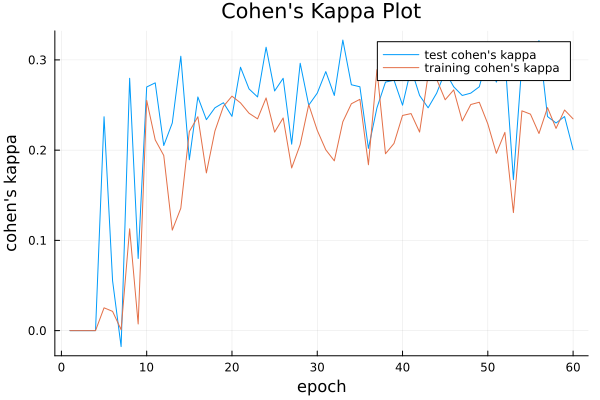 Cohen's Kappa Plot
test cohen's kappa
training cohen's kappa
cohen's kappa
0.3
0.2
0.1
0.0
0 10 20 30 40 50 60
epoch